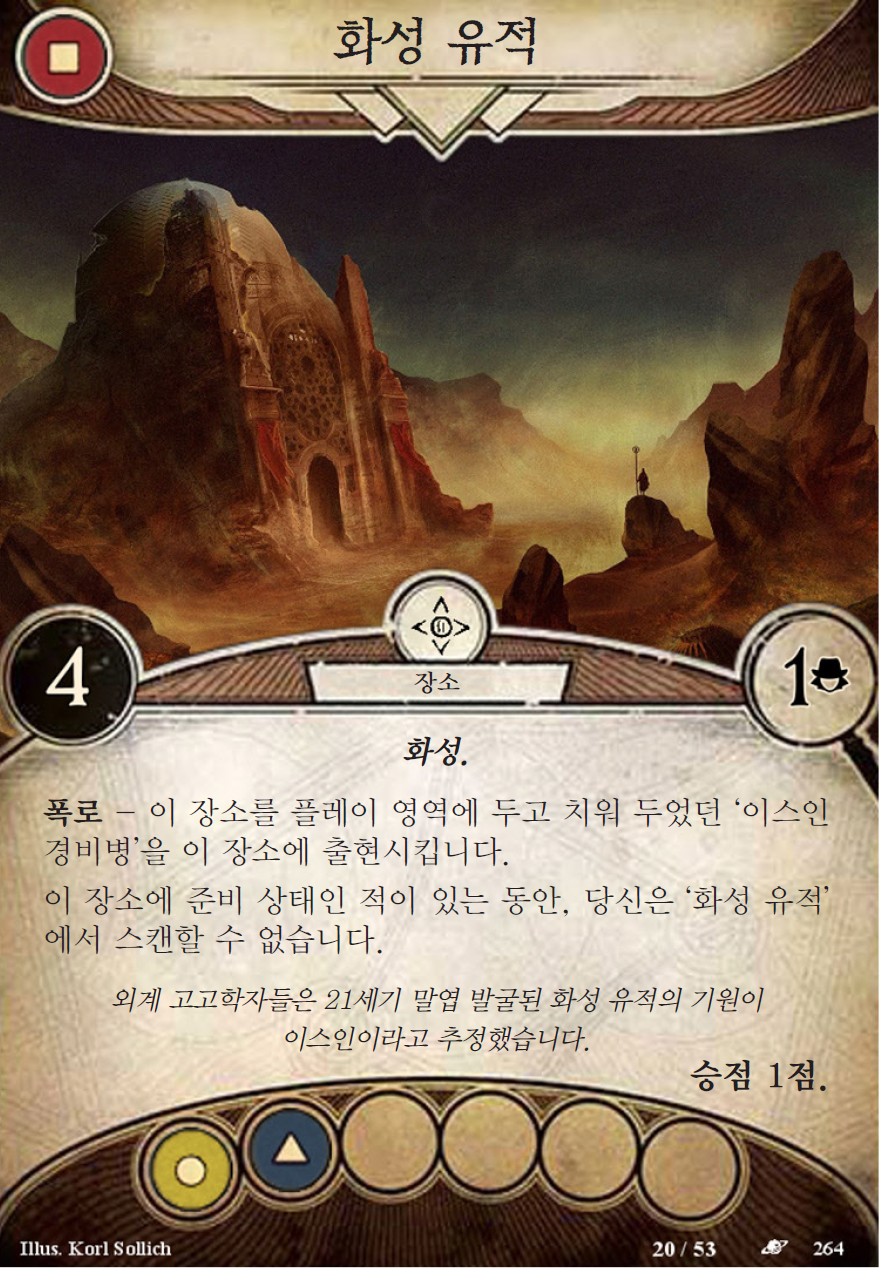 화성 유적
4
1
장소
화성.
폭로 – 이 장소를 플레이 영역에 두고 치워 두었던 ‘이스인
경비병’을 이 장소에 출현시킵니다.
이 장소에 준비 상태인 적이 있는 동안, 당신은 ‘화성 유적’
에서 스캔할 수 없습니다.
외계 고고학자들은 21세기 말엽 발굴된 화성 유적의 기원이
이스인이라고 추정했습니다.
승점 1점.
Illus. Korl Sollich
20 / 53
264